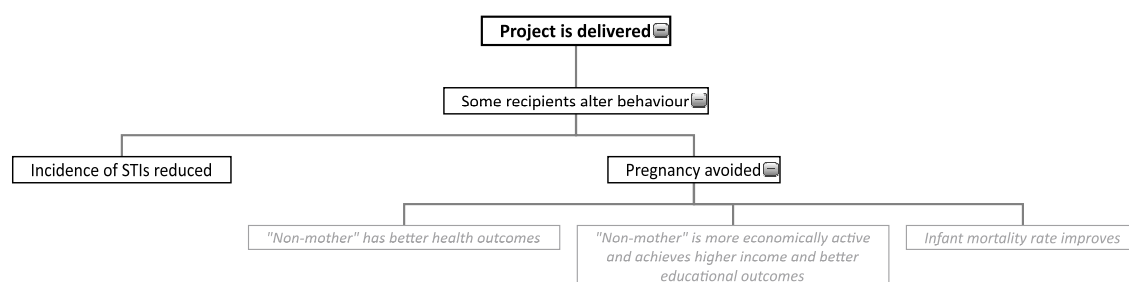 Project is delivered
Some recipients alter behaviour
Incidence of STIs reduced
Pregnancy avoided
"Non-mother" has better health outcomes
"Non-mother" is more economically active
and achieves higher income and better
educational outcomes
Infant mortality rate improves